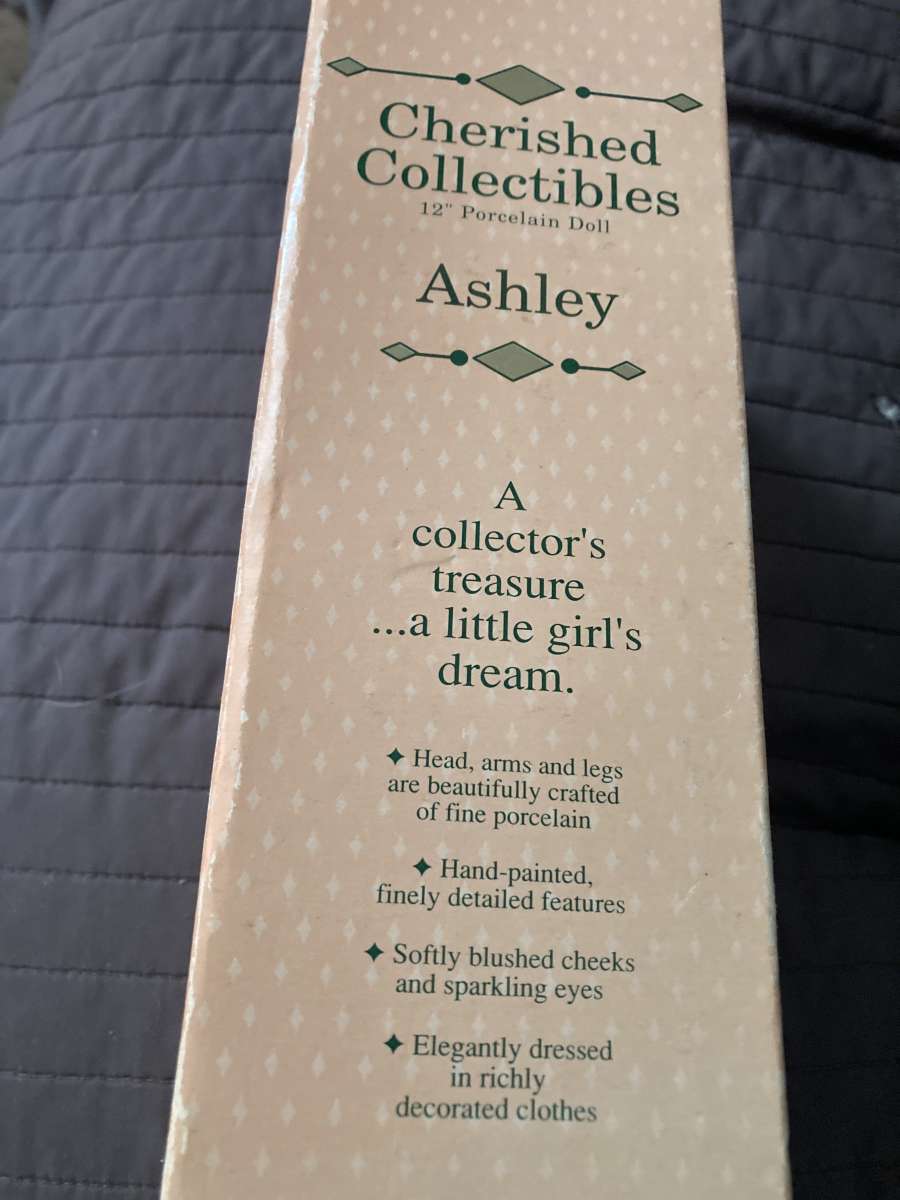 Cherished
Collectibles
12" Porcelain Doll
Ashley
A
collector's
treasure
...a little girl's
dream.
✦ Head, arms and legs
are beautifully crafted
of fine porcelain
✦ Hand-painted,
finely detailed features
✦ Softly blushed cheeks
and sparkling eyes
✦ Elegantly dressed
in richly
decorated clothes